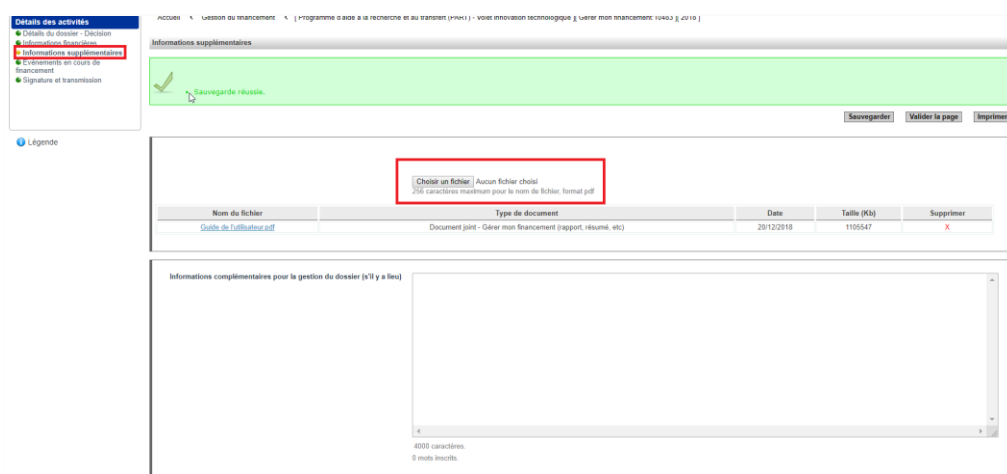 Accueil < Gestion du financement < [ Programme d'aide à la recherche et au transfert (PART) - Volet innovation technologique ][ Gérer mon financement 10483 ][ 2018 ]
Détails des activités
Détails du dossier - Décision
Informations financières
Informations supplémentaires
Évènements en cours de
financement
Signature et transmission
Légende
Informations supplémentaires
Sauvegarde réussie.
Sauvegarder Valider la page Imprimer
Choisir un fichier Aucun fichier choisi
256 caractères maximum pour le nom de fichier, format pdf
Nom de fichier Type de document Date Taille (Kb) Supprimer
Guide de l'utilisateur.pdf Document joint - Gérer mon financement (rapport, résumé, etc) 20/12/2018 1105547 X
Informations complémentaires pour la gestion du dossier (s'il y a lieu)
4000 caractères.
0 mots inscrits.